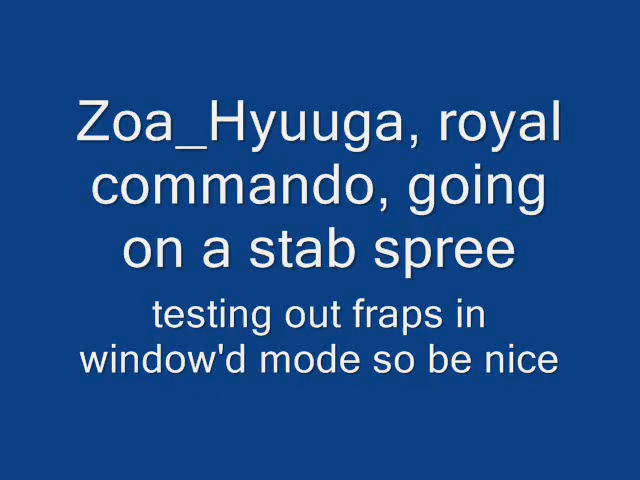 Zoa_Hyuuga, royal
commando, going
on a stab spree
testing out fraps in
window'd mode so be nice